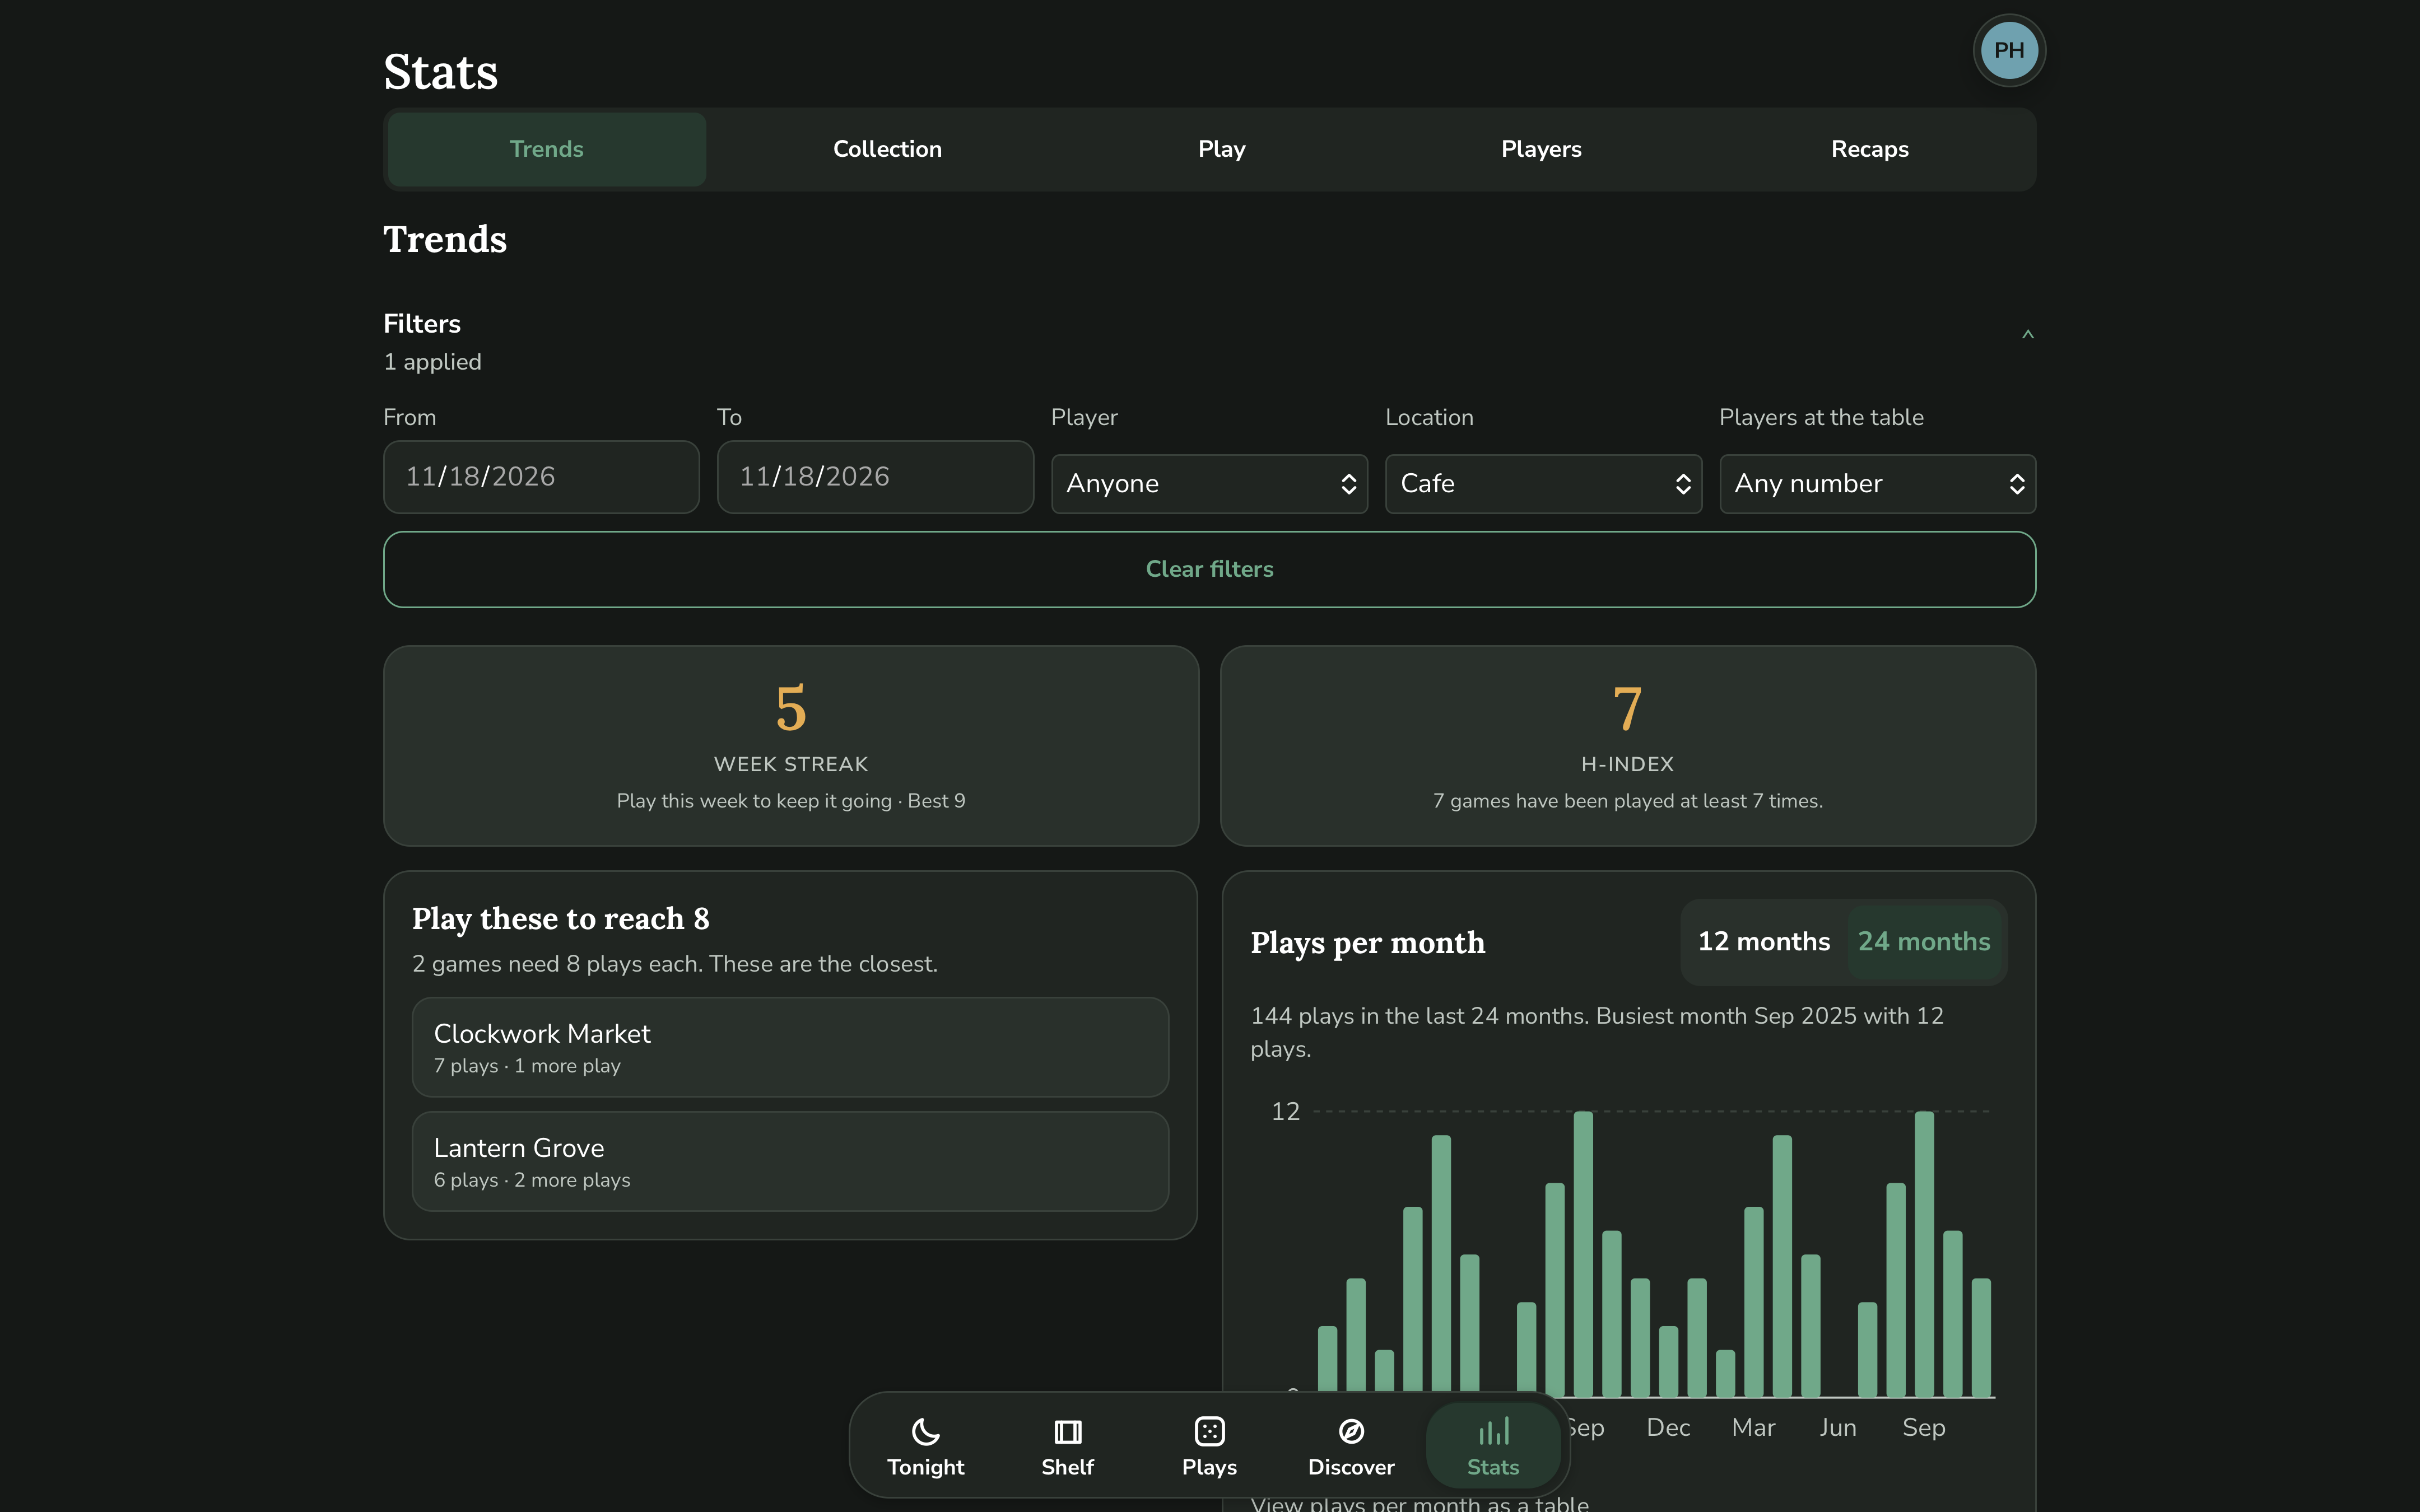 Stats
PH
Trends
Collection
Play
Players
Recaps
Trends
Filters
1 applied
From
To
Player
Location
Players at the table
11/18/2026
11/18/2026
Anyone
Cafe
Any number
Clear filters
5
WEEK STREAK
Play this week to keep it going · Best 9
7
H-INDEX
7 games have been played at least 7 times.
Play these to reach 8
2 games need 8 plays each. These are the closest.
Clockwork Market
7 plays · 1 more play
Lantern Grove
6 plays · 2 more plays
Plays per month
12 months
24 months
144 plays in the last 24 months. Busiest month Sep 2025 with 12
plays.
12
Sep
Dec
Mar
Jun
Sep
View plays per month as a table
Tonight
Shelf
Plays
Discover
Stats